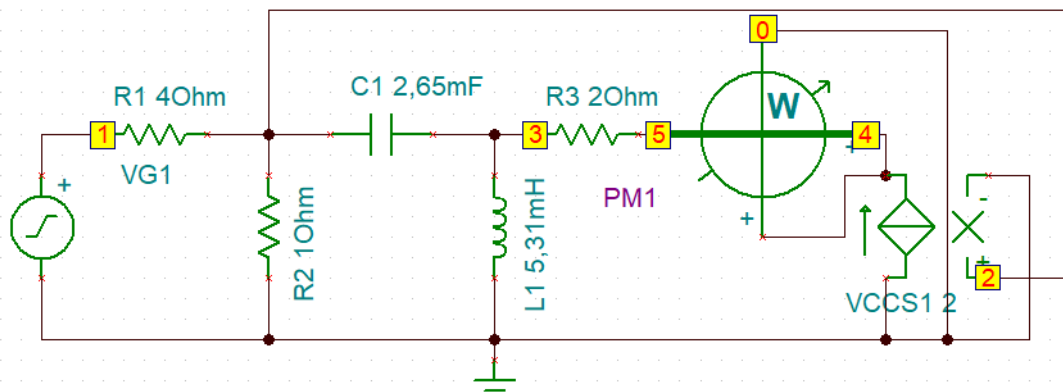 0
R1 4Ohm
C1 2,65mF
R3 2Ohm
W
1
3
5
4
+
VG1
+
PM1
+
R2 1Ohm
L1 5,31mH
-
+
2
VCCS1 2